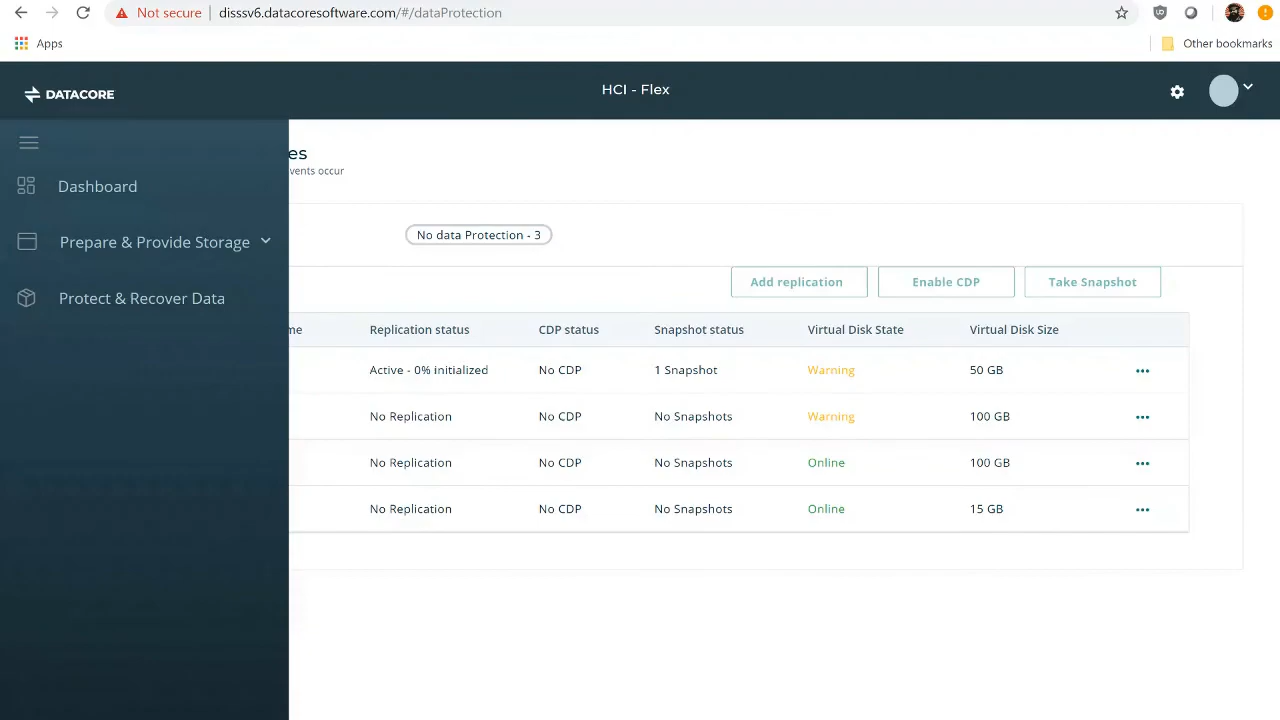 Not secure | disssv6.datacoresoftware.com/#/dataProtection
Apps
Other bookmarks
DATACORE
HCI - Flex
es
vents occur
Dashboard
Prepare & Provide Storage
Protect & Recover Data
No data Protection - 3
Add replication Enable CDP Take Snapshot
me Replication status CDP status Snapshot status Virtual Disk State Virtual Disk Size
Active - 0% initialized No CDP 1 Snapshot Warning 50 GB
No Replication No CDP No Snapshots Warning 100 GB
No Replication No CDP No Snapshots Online 100 GB
No Replication No CDP No Snapshots Online 15 GB